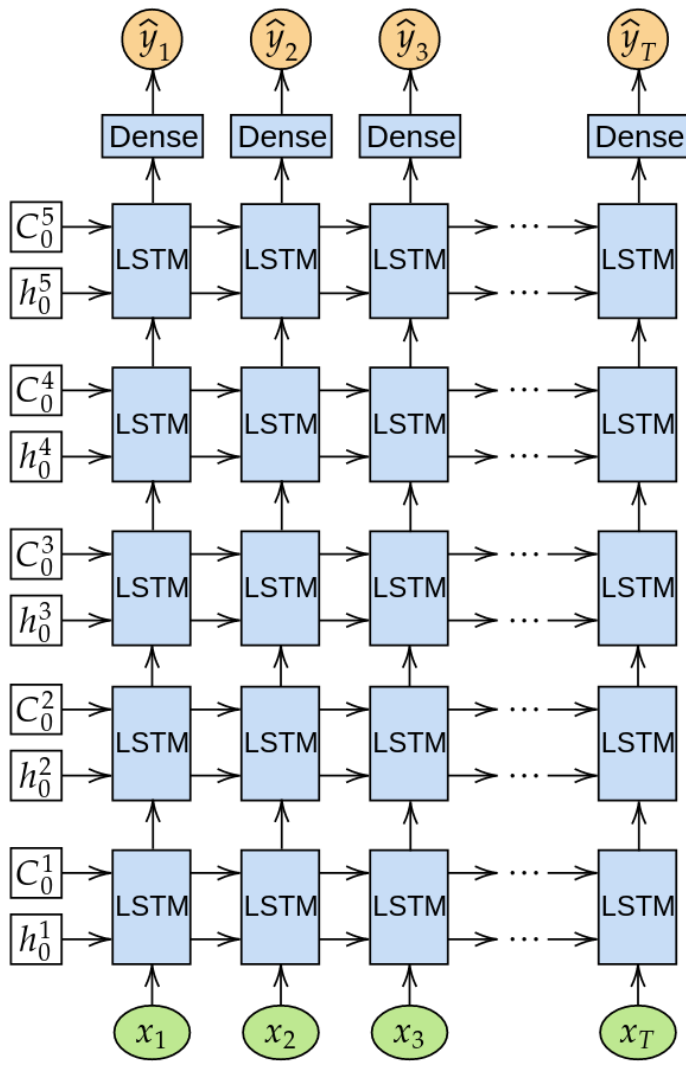 ŷ₁ ŷ₂ ŷ₃ ŷ_T
Dense Dense Dense Dense
C₀⁵ ⋯
LSTM LSTM LSTM LSTM
h₀⁵ ⋯
C₀⁴ ⋯
LSTM LSTM LSTM LSTM
h₀⁴ ⋯
C₀³ ⋯
LSTM LSTM LSTM LSTM
h₀³ ⋯
C₀² ⋯
LSTM LSTM LSTM LSTM
h₀² ⋯
C₀¹ ⋯
LSTM LSTM LSTM LSTM
h₀¹ ⋯
x₁ x₂ x₃ x_T